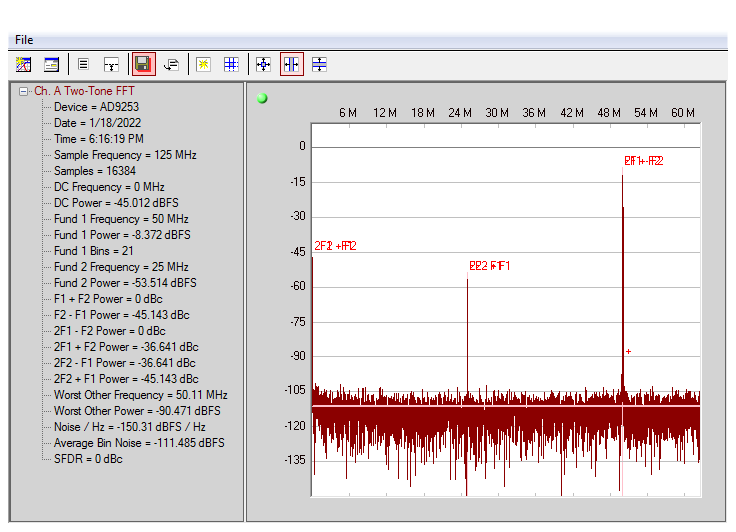 File
Ch. A Two-Tone FFT
Device = AD9253
Date = 1/18/2022
Time = 6:16:19 PM
Sample Frequency = 125 MHz
Samples = 16384
DC Frequency = 0 MHz
DC Power = -45.012 dBFS
Fund 1 Frequency = 50 MHz
Fund 1 Power = -8.372 dBFS
Fund 1 Bins = 21
Fund 2 Frequency = 25 MHz
Fund 2 Power = -53.514 dBFS
F1 + F2 Power = 0 dBc
F2 - F1 Power = -45.143 dBc
2F1 - F2 Power = 0 dBc
2F1 + F2 Power = -36.641 dBc
2F2 - F1 Power = -36.641 dBc
2F2 + F1 Power = -45.143 dBc
Worst Other Frequency = 50.11 MHz
Worst Other Power = -90.471 dBFS
Noise / Hz = -150.31 dBFS / Hz
Average Bin Noise = -111.485 dBFS
SFDR = 0 dBc
6 M 12 M 18 M 24 M 30 M 36 M 42 M 48 M 54 M 60 M
0
-15
-30
-45
-60
-75
-90
-105
-120
-135